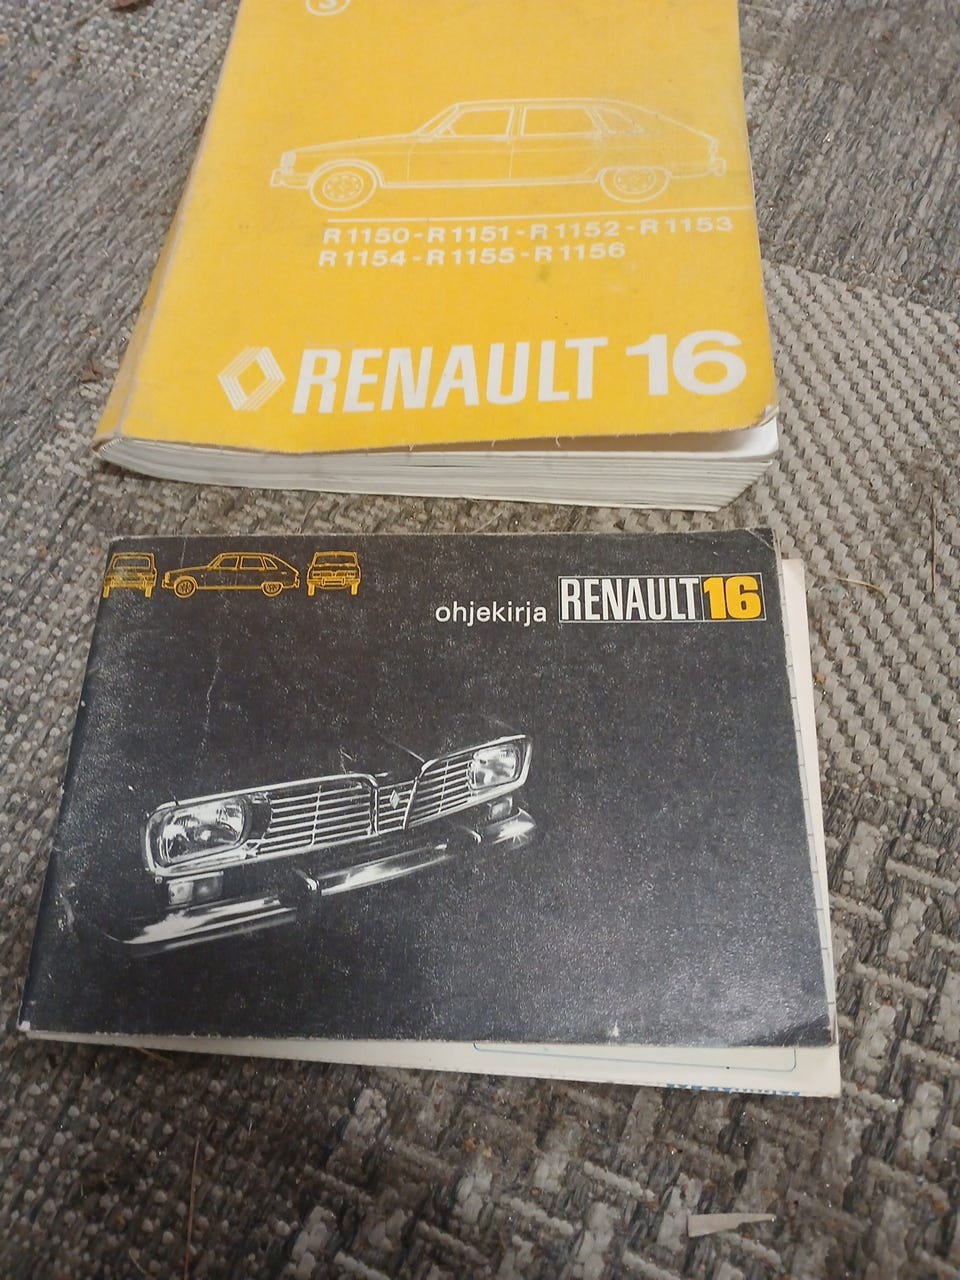 R1150-R1151-R1152-R1153
R1154-R1155-R1156
RENAULT 16
ohjekirja RENAULT 16